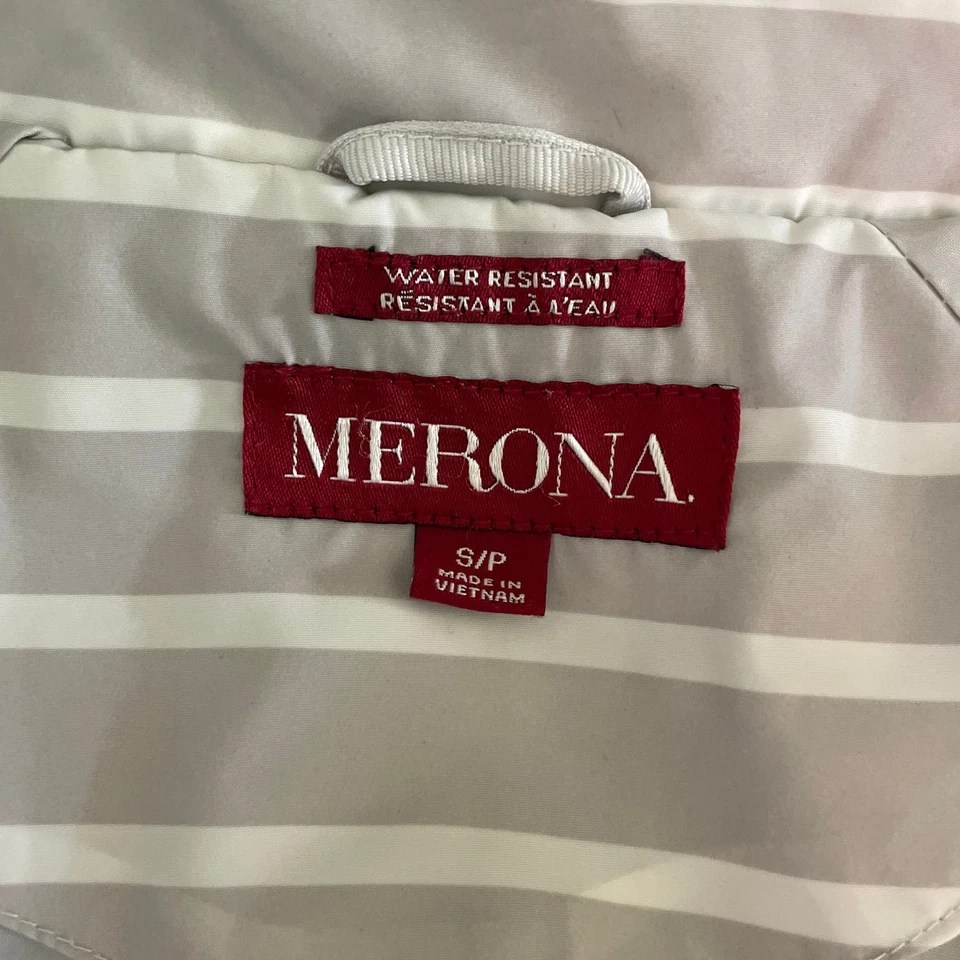 WATER RESISTANT
RÉSISTANT À L'EAU
MERONA.
S/P
MADE IN
VIETNAM